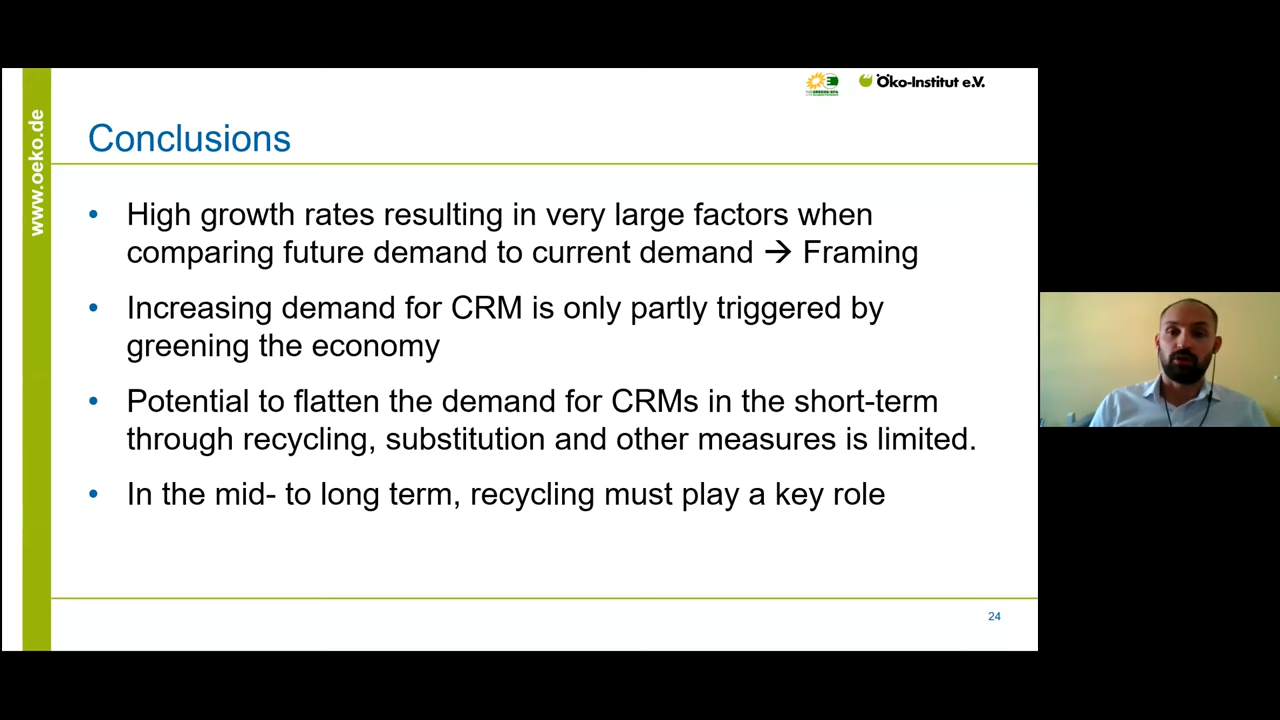 Öko-Institut e.V.
www.oeko.de
Conclusions
• High growth rates resulting in very large factors when
comparing future demand to current demand → Framing
• Increasing demand for CRM is only partly triggered by
greening the economy
• Potential to flatten the demand for CRMs in the short-term
through recycling, substitution and other measures is limited.
• In the mid- to long term, recycling must play a key role
24